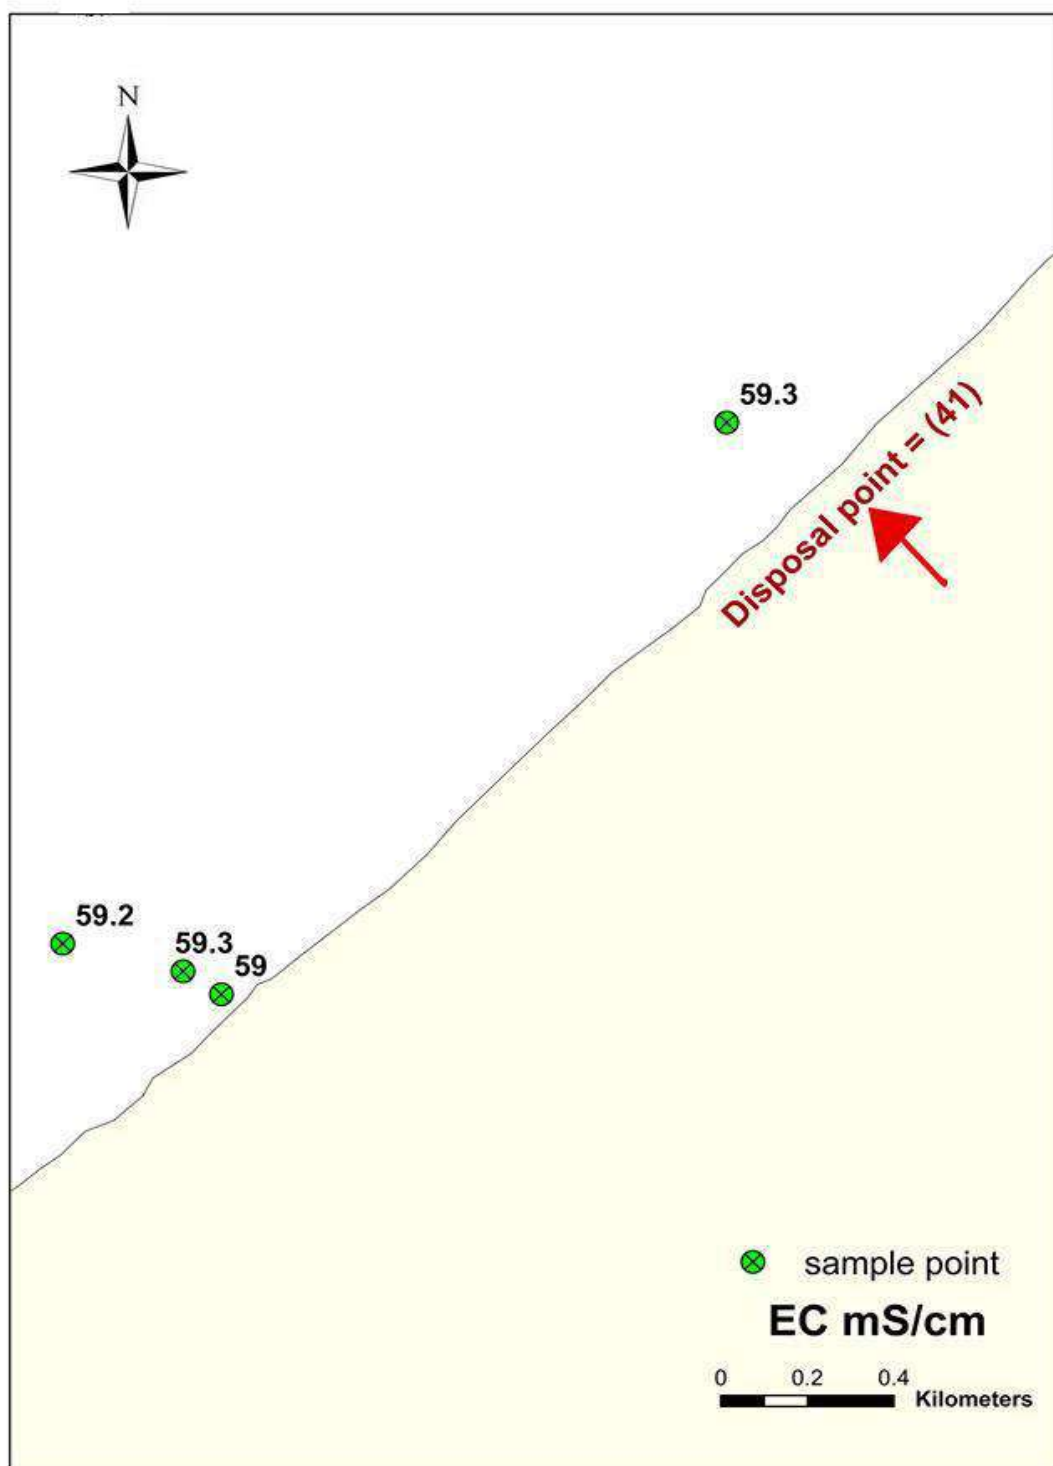 N
59.3
Disposal point = (41)
59.2
59.3
59
sample point
EC mS/cm
0 0.2 0.4
Kilometers